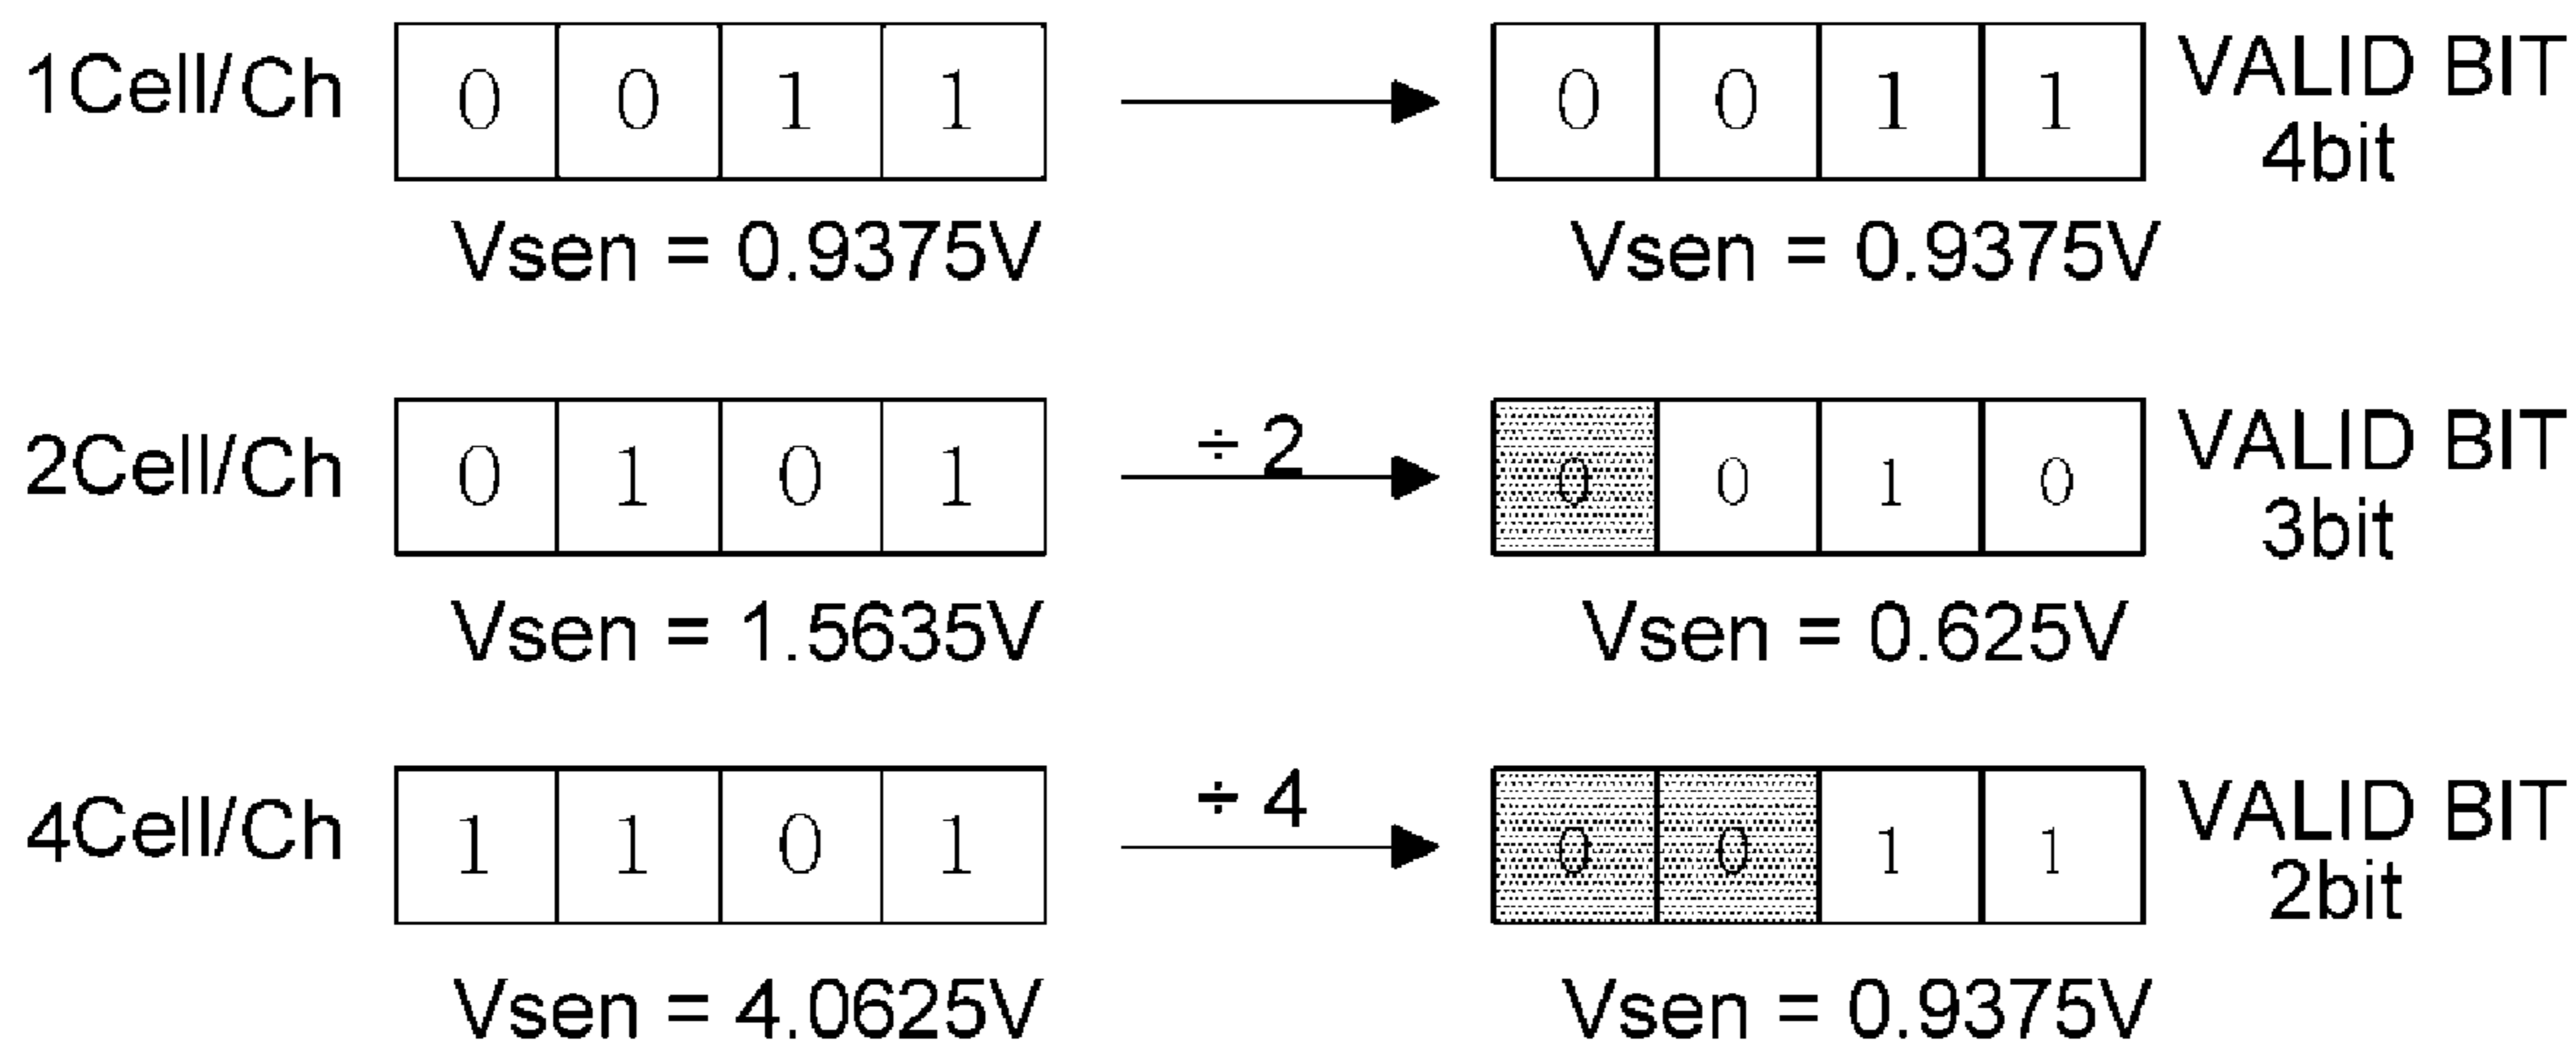 1Cell/Ch 0 0 1 1 0 0 1 1 VALID BIT
4bit
Vsen = 0.9375V Vsen = 0.9375V
2Cell/Ch 0 1 0 1 ÷ 2 0 0 1 0 VALID BIT
3bit
Vsen = 1.5635V Vsen = 0.625V
4Cell/Ch 1 1 0 1 ÷ 4 0 0 1 1 VALID BIT
2bit
Vsen = 4.0625V Vsen = 0.9375V